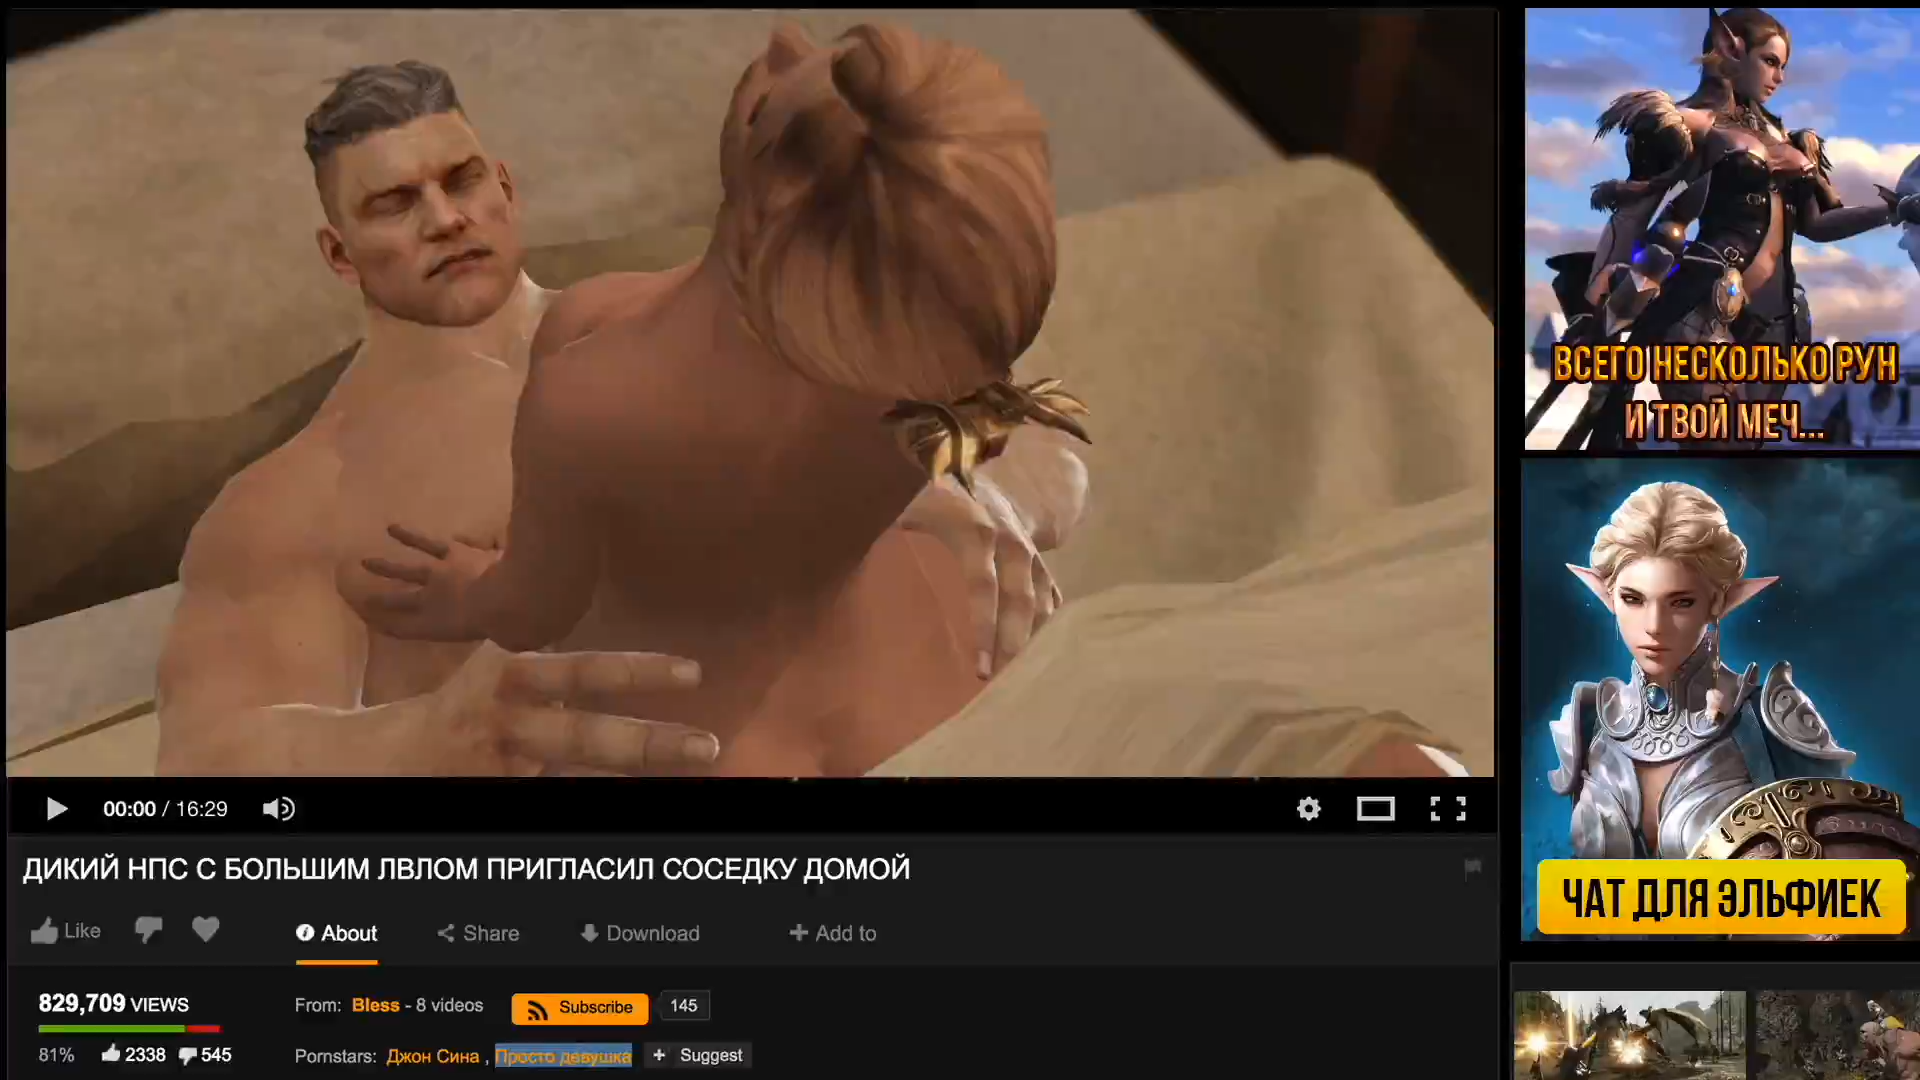 ВСЕГО НЕСКОЛЬКО РУН
И ТВОЙ МЕЧ...
00:00 / 16:29
ДИКИЙ НПС С БОЛЬШИМ ЛВЛОМ ПРИГЛАСИЛ СОСЕДКУ ДОМОЙ
ЧАТ ДЛЯ ЭЛЬФИЕК
Like About Share Download + Add to
829,709 VIEWS
From: Bless - 8 videos Subscribe 145
81% 2338 545
Pornstars: Джон Сина , Просто девушка + Suggest